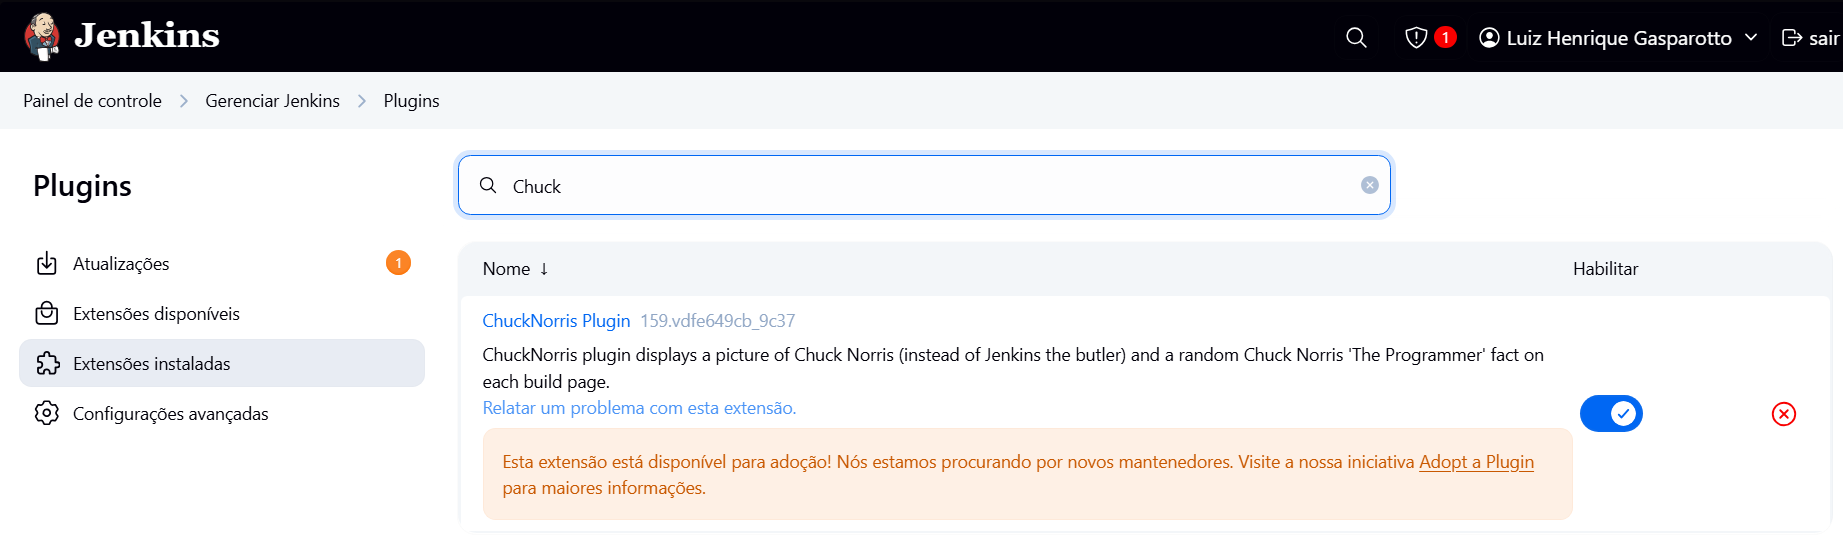 Jenkins
1
Luiz Henrique Gasparotto
sair
Painel de controle
Gerenciar Jenkins
Plugins
Plugins
Atualizações
1
Extensões disponíveis
Extensões instaladas
Configurações avançadas
Chuck
Nome ↓
Habilitar
ChuckNorris Plugin 159.vdfe649cb_9c37
ChuckNorris plugin displays a picture of Chuck Norris (instead of Jenkins the butler) and a random Chuck Norris 'The Programmer' fact on
each build page.
Relatar um problema com esta extensão.
Esta extensão está disponível para adoção! Nós estamos procurando por novos mantenedores. Visite a nossa iniciativa Adopt a Plugin
para maiores informações.